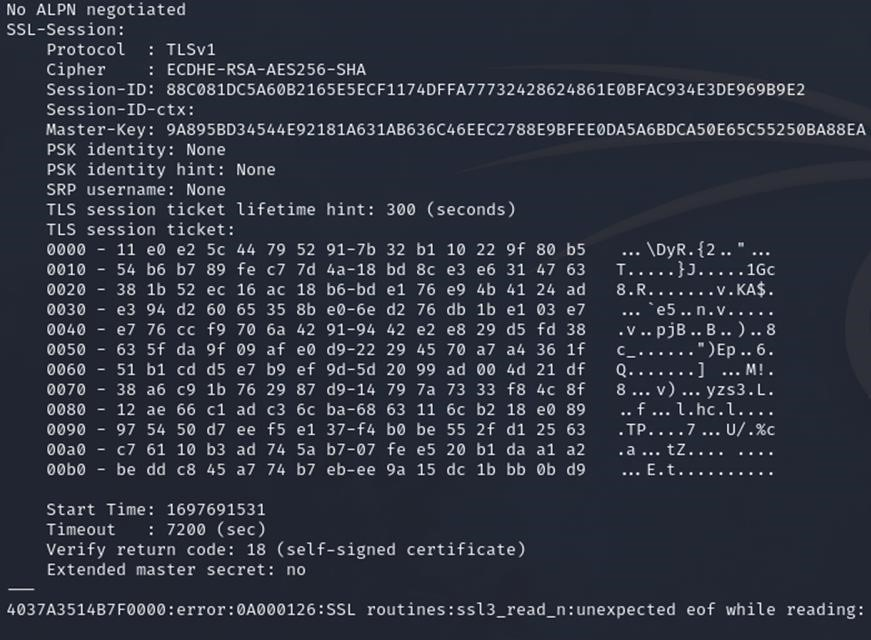 No ALPN negotiated
SSL-Session:
    Protocol  : TLSv1
    Cipher    : ECDHE-RSA-AES256-SHA
    Session-ID: 88C081DC5A60B2165E5ECF1174DFFA77732428624861E0BFAC934E3DE969B9E2
    Session-ID-ctx:
    Master-Key: 9A895BD34544E92181A631AB636C46EEC2788E9BFEE0DA5A6BDCA50E65C55250BA88EA
    PSK identity: None
    PSK identity hint: None
    SRP username: None
    TLS session ticket lifetime hint: 300 (seconds)
    TLS session ticket:
    0000 - 11 e0 e2 5c 44 79 52 91-7b 32 b1 10 22 9f 80 b5   ...\DyR.{2.."...
    0010 - 54 b6 b7 89 fe c7 7d 4a-18 bd 8c e3 e6 31 47 63   T.....}J.....1Gc
    0020 - 38 1b 52 ec 16 ac 18 b6-bd e1 76 e9 4b 41 24 ad   8.R.......v.KA$.
    0030 - e3 94 d2 60 65 35 8b e0-6e d2 76 db 1b e1 03 e7   ...`e5..n.v.....
    0040 - e7 76 cc f9 70 6a 42 91-94 42 e2 e8 29 d5 fd 38   .v..pjB..B..)..8
    0050 - 63 5f da 9f 09 af e0 d9-22 29 45 70 a7 a4 36 1f   c_......")Ep..6.
    0060 - 51 b1 cd d5 e7 b9 ef 9d-5d 20 99 ad 00 4d 21 df   Q.......] ...M!.
    0070 - 38 a6 c9 1b 76 29 87 d9-14 79 7a 73 33 f8 4c 8f   8...v)...yzs3.L.
    0080 - 12 ae 66 c1 ad c3 6c ba-68 63 11 6c b2 18 e0 89   ..f...l.hc.l....
    0090 - 97 54 50 d7 ee f5 e1 37-f4 b0 be 55 2f d1 25 63   .TP....7...U/.%c
    00a0 - c7 61 10 b3 ad 74 5a b7-07 fe e5 20 b1 da a1 a2   .a...tZ.... ....
    00b0 - be dd c8 45 a7 74 b7 eb-ee 9a 15 dc 1b bb 0b d9   ...E.t..........

    Start Time: 1697691531
    Timeout   : 7200 (sec)
    Verify return code: 18 (self-signed certificate)
    Extended master secret: no
---
4037A3514B7F0000:error:0A000126:SSL routines:ssl3_read_n:unexpected eof while reading: